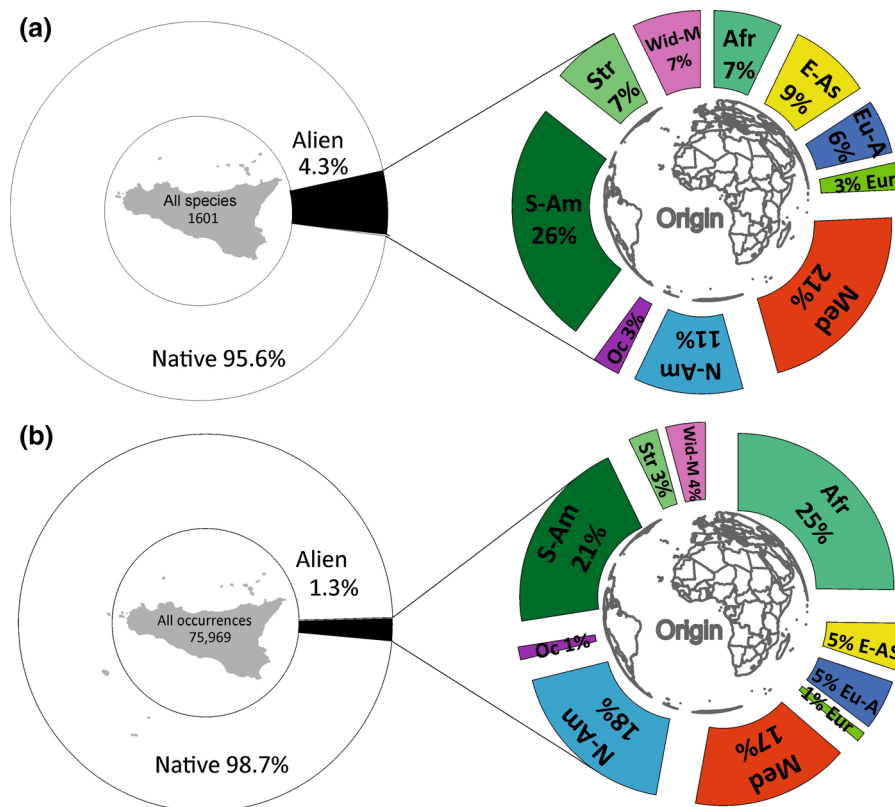 (a)
Alien
4.3%
All species
1601
Native 95.6%
Str
7%
Wid-M
7%
Afr
7%
E-As
9%
Eu-A
6%
3% Eur
Med
21%
N-Am
11%
Oc 3%
S-Am
26%
Origin
(b)
Alien
1.3%
All occurrences
75,969
Native 98.7%
Str 3%
Wid-M 4%
Afr
25%
5% E-AS
5% Eu-A
1% Eur
Med
17%
N-Am
18%
Oc 1%
S-Am
21%
Origin